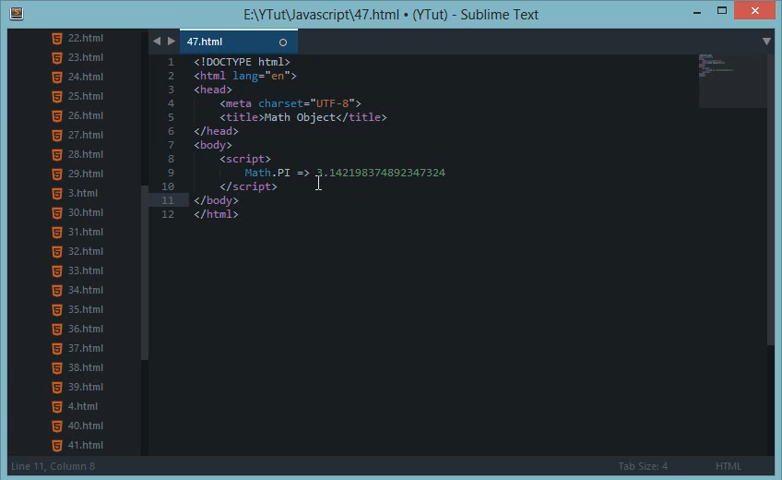 E:\YTut\Javascript\47.html • (YTut) - Sublime Text
22.html
23.html
24.html
25.html
26.html
27.html
28.html
29.html
3.html
30.html
31.html
32.html
33.html
34.html
35.html
36.html
37.html
38.html
39.html
4.html
40.html
41.html
47.html
1 <!DOCTYPE html>
2 <html lang="en">
3 <head>
4 <meta charset="UTF-8">
5 <title>Math Object</title>
6 </head>
7 <body>
8 <script>
9 Math.PI => 3.142198374892347324
10 </script>
11 </body>
12 </html>
Line 11, Column 8
Tab Size: 4
HTML